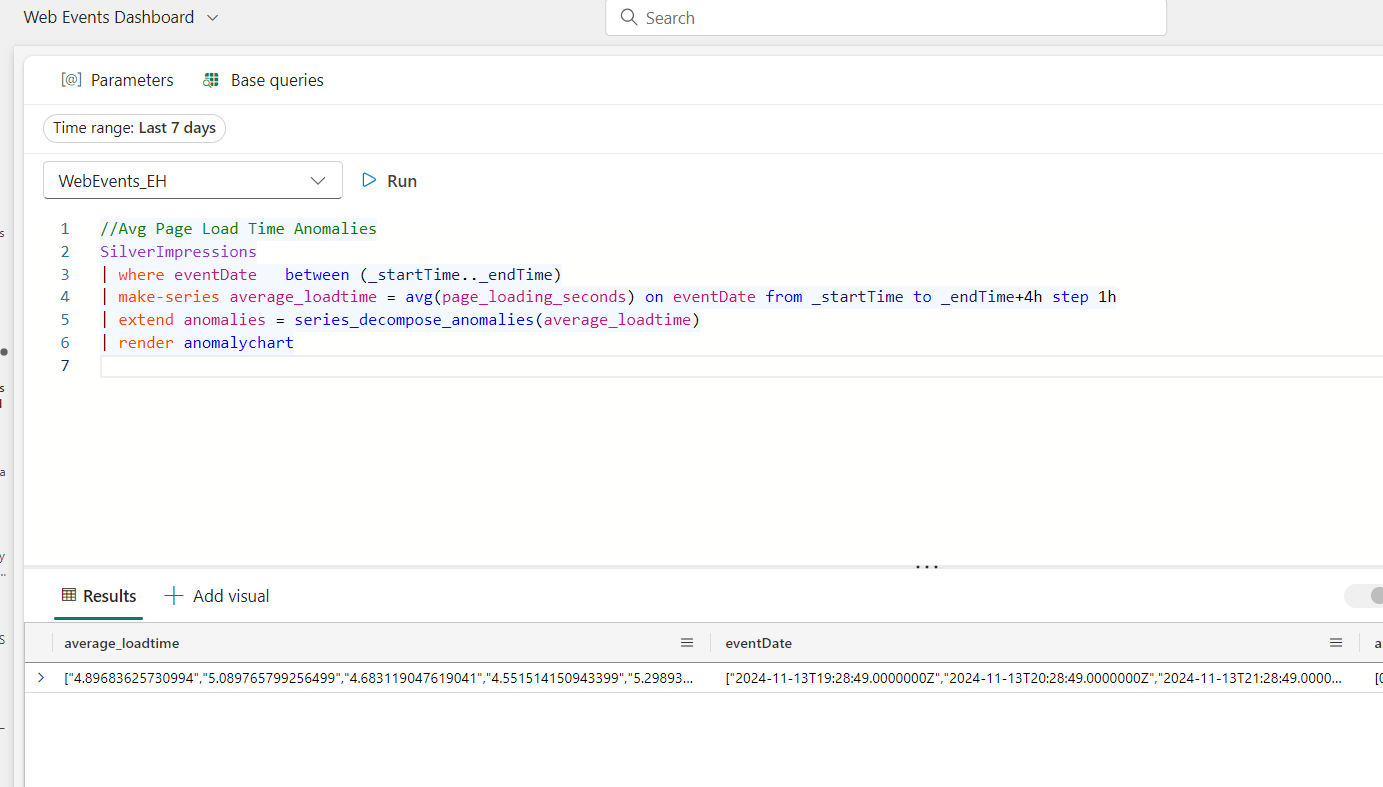 Web Events Dashboard
Search
Parameters
Base queries
Time range: Last 7 days
WebEvents_EH
Run
1 //Avg Page Load Time Anomalies
2 SilverImpressions
3 | where eventDate   between (_startTime.._endTime)
4 | make-series average_loadtime = avg(page_loading_seconds) on eventDate from _startTime to _endTime+4h step 1h
5 | extend anomalies = series_decompose_anomalies(average_loadtime)
6 | render anomalychart
7
Results
Add visual
average_loadtime eventDate
["4.89683625730994","5.089765799256499","4.683119047619041","4.551514150943399","5.29893... ["2024-11-13T19:28:49.0000000Z","2024-11-13T20:28:49.0000000Z","2024-11-13T21:28:49.0000...